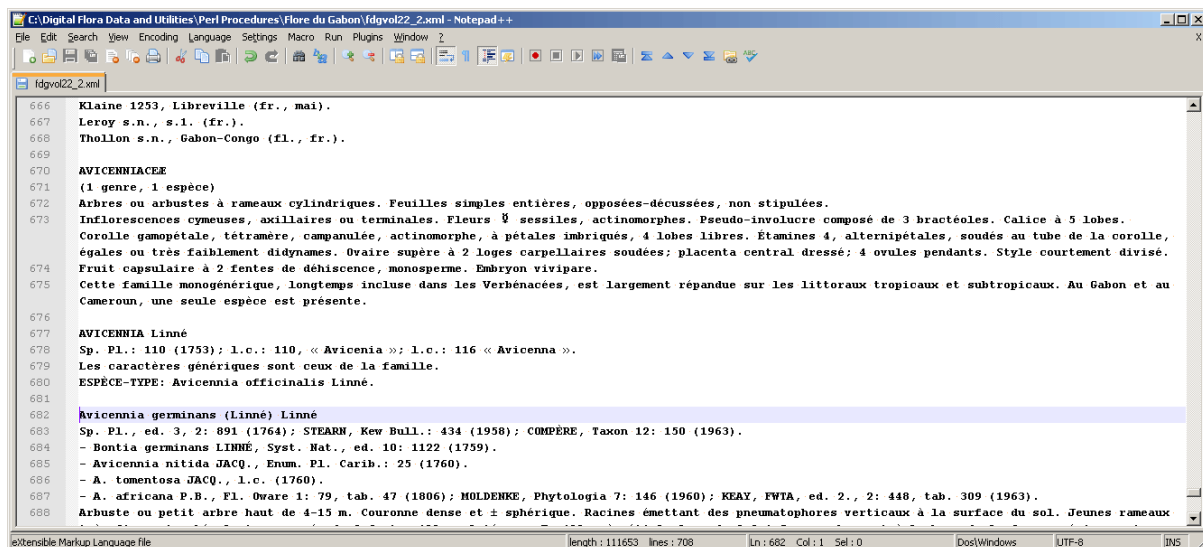 C:\Digital Flora Data and Utilities\Perl Procedures\Flore du Gabon\fdgvol22_2.xml - Notepad++
File Edit Search View Encoding Language Settings Macro Run Plugins Window ? X
fdgvol22_2.xml
666 Klaine 1253, Libreville (fr., mai).
667 Leroy s.n., s.l. (fr.).
668 Thollon s.n., Gabon-Congo (fl., fr.).
669
670 AVICENNIACEÆ
671 (1 genre, 1 espèce)
672 Arbres ou arbustes à rameaux cylindriques. Feuilles simples entières, opposées-décussées, non stipulées.
673 Inflorescences cymeuses, axillaires ou terminales. Fleurs ⚥ sessiles, actinomorphes. Pseudo-involucre composé de 3 bractéoles. Calice à 5 lobes.
Corolle gamopétale, tétramère, campanulée, actinomorphe, à pétales imbriqués, 4 lobes libres. Étamines 4, alternipétales, soudés au tube de la corolle,
égales ou très faiblement didynames. Ovaire supère à 2 loges carpellaires soudées; placenta central dressé; 4 ovules pendants. Style courtement divisé.
674 Fruit capsulaire à 2 fentes de déhiscence, monosperme. Embryon vivipare.
675 Cette famille monogénérique, longtemps incluse dans les Verbénacées, est largement répandue sur les littoraux tropicaux et subtropicaux. Au Gabon et au
Cameroun, une seule espèce est présente.
676
677 AVICENNIA Linné
678 Sp. Pl.: 110 (1753); l.c.: 110, « Avicenia »; l.c.: 116 « Avicenna ».
679 Les caractères génériques sont ceux de la famille.
680 ESPÈCE-TYPE: Avicennia officinalis Linné.
681
682 Avicennia germinans (Linné) Linné
683 Sp. Pl., ed. 3, 2: 891 (1764); STEARN, Kew Bull.: 434 (1958); COMPÈRE, Taxon 12: 150 (1963).
684 - Bontia germinans LINNÉ, Syst. Nat., ed. 10: 1122 (1759).
685 - Avicennia nitida JACQ., Enum. Pl. Carib.: 25 (1760).
686 - A. tomentosa JACQ., l.c. (1760).
687 - A. africana P.B., Fl. Oware 1: 79, tab. 47 (1806); MOLDENKE, Phytologia 7: 146 (1960); KEAY, FWTA, ed. 2., 2: 448, tab. 309 (1963).
688 Arbuste ou petit arbre haut de 4-15 m. Couronne dense et ± sphérique. Racines émettant des pneumatophores verticaux à la surface du sol. Jeunes rameaux
eXtensible Markup Language file length : 111653 lines : 708 Ln : 682 Col : 1 Sel : 0 Dos\Windows UTF-8 INS